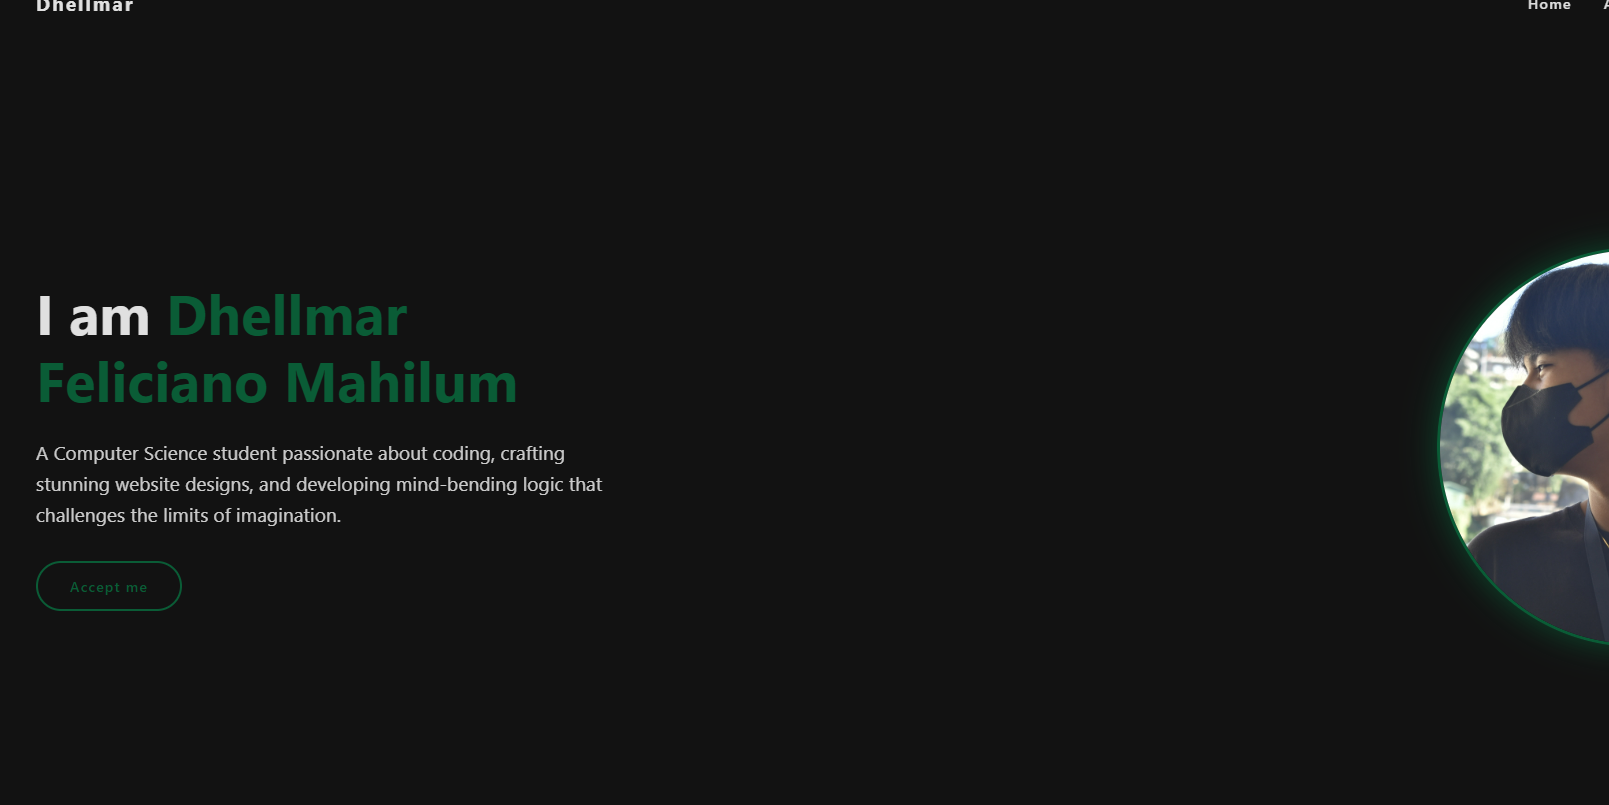 Dhellmar
Home
I am Dhellmar
Feliciano Mahilum
A Computer Science student passionate about coding, crafting
stunning website designs, and developing mind-bending logic that
challenges the limits of imagination.
Accept me